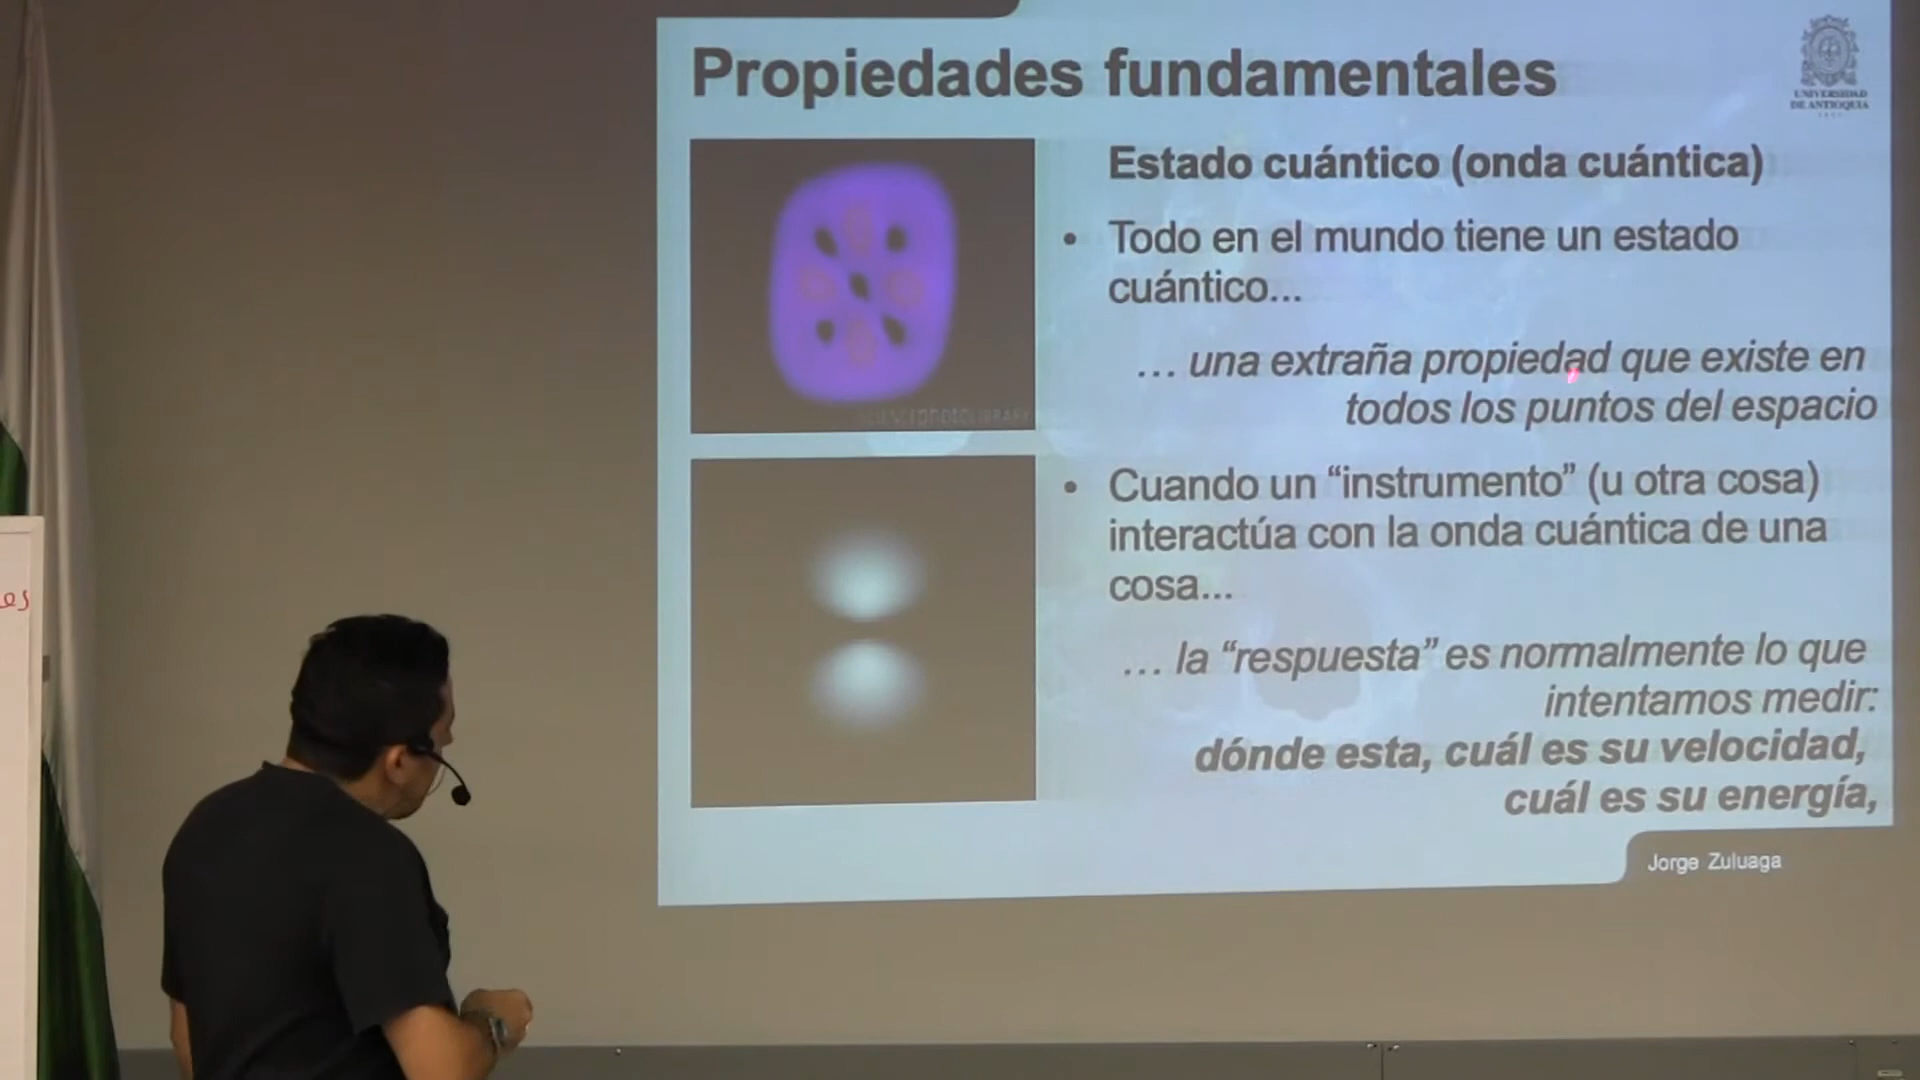 Propiedades fundamentales
UNIVERSIDAD
DE ANTIOQUIA
Estado cuántico (onda cuántica)
• Todo en el mundo tiene un estado
cuántico...
… una extraña propiedad que existe en
todos los puntos del espacio
• Cuando un “instrumento” (u otra cosa)
interactúa con la onda cuántica de una
cosa...
… la “respuesta” es normalmente lo que
intentamos medir:
dónde esta, cuál es su velocidad,
cuál es su energía,
Jorge Zuluaga
es